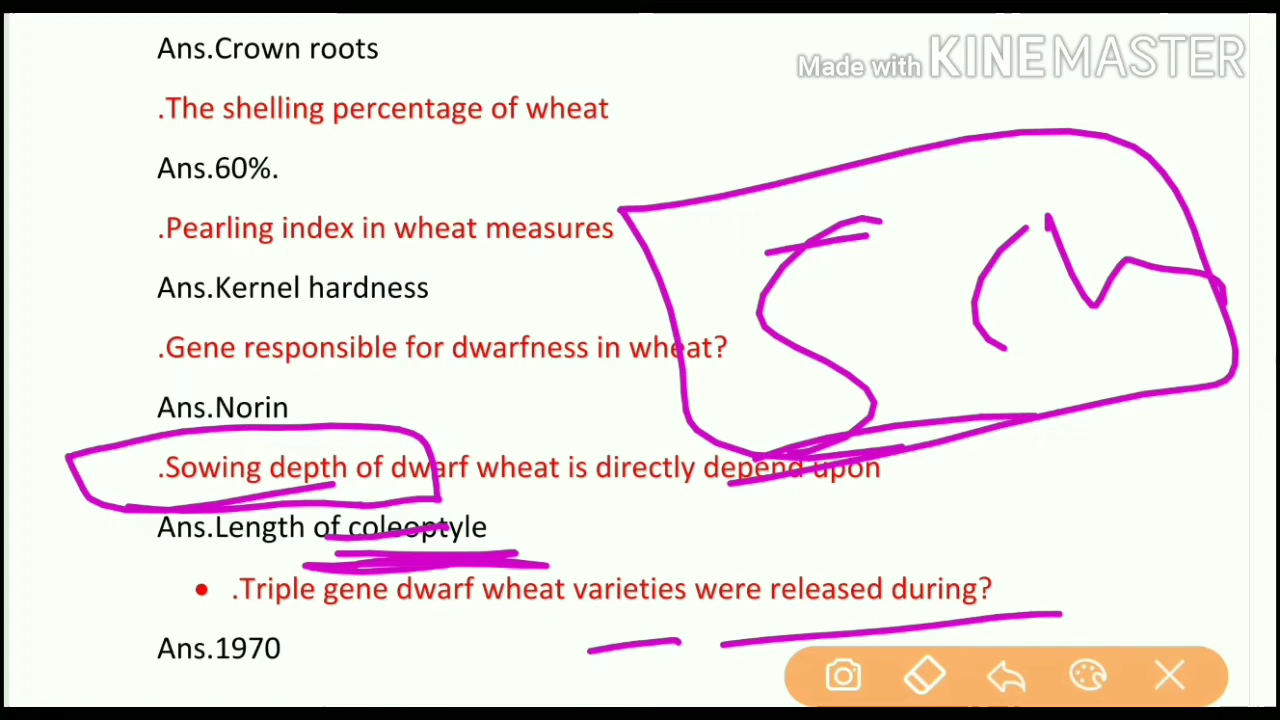 Ans.Crown roots
Made with KINEMASTER
.The shelling percentage of wheat
Ans.60%.
.Pearling index in wheat measures
Ans.Kernel hardness
.Gene responsible for dwarfness in wheat?
Ans.Norin
.Sowing depth of dwarf wheat is directly depend upon
Ans.Length of coleoptyle
• .Triple gene dwarf wheat varieties were released during?
Ans.1970